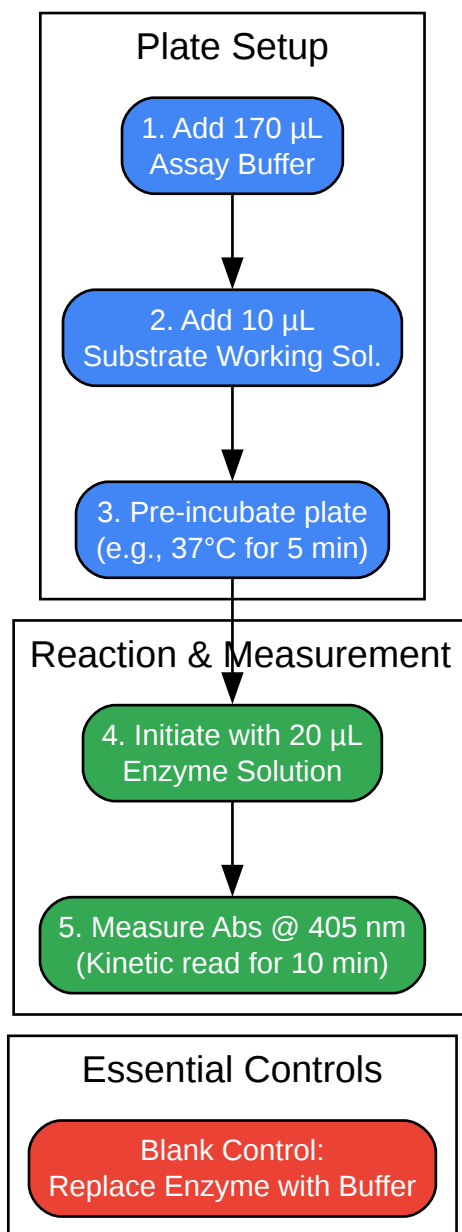 Plate Setup
1. Add 170 µL
Assay Buffer
2. Add 10 µL
Substrate Working Sol.
3. Pre-incubate plate
(e.g., 37°C for 5 min)
Reaction & Measurement
4. Initiate with 20 µL
Enzyme Solution
5. Measure Abs @ 405 nm
(Kinetic read for 10 min)
Essential Controls
Blank Control:
Replace Enzyme with Buffer